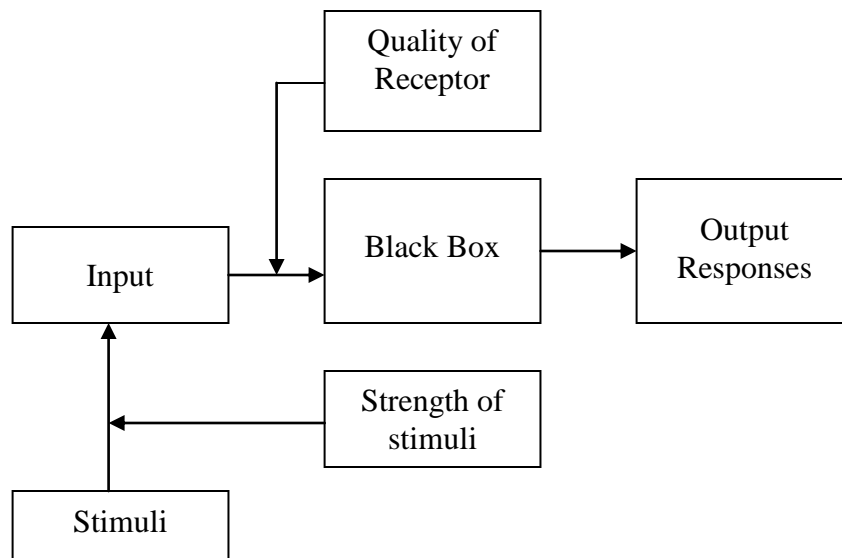 Quality of
Receptor
Input
Black Box
Output
Responses
Strength of
stimuli
Stimuli